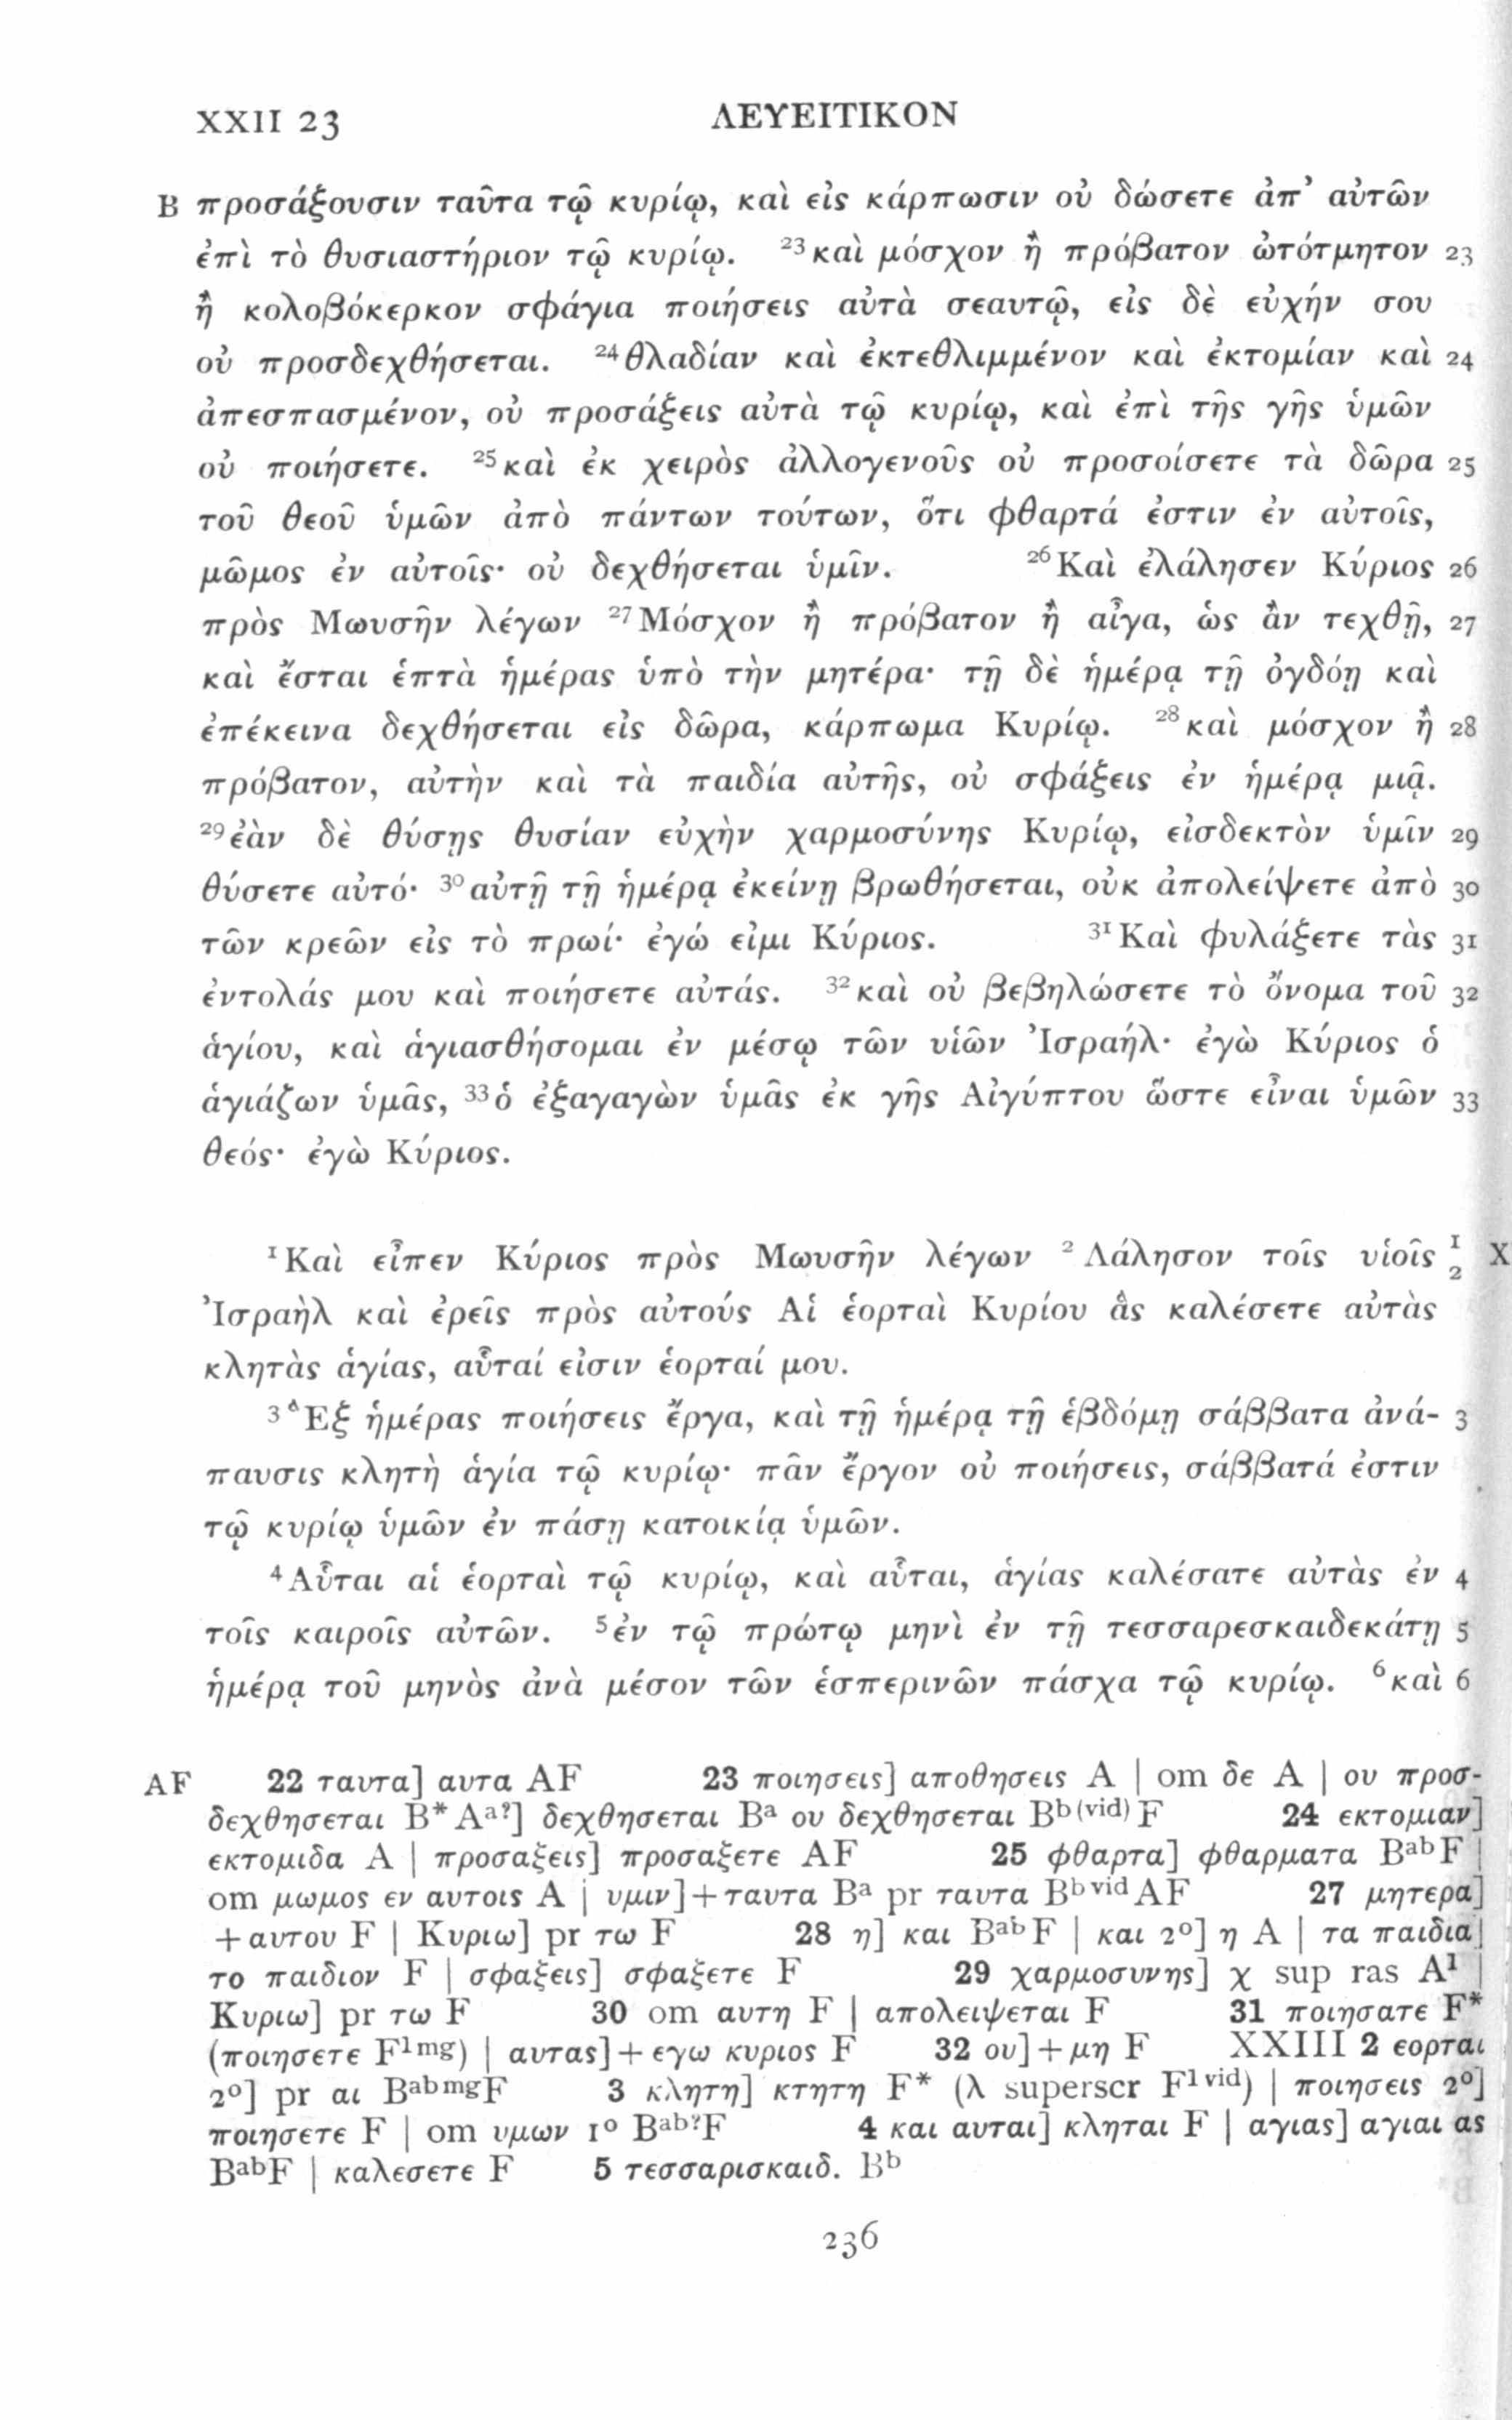 XXII 23 ΛΕΥΕΙΤΙΚΟΝ
B προσάξουσιν ταῦτα τῷ κυρίῳ, καὶ εἰς κάρπωσιν οὐ δώσετε ἀπ’ αὐτῶν
ἐπὶ τὸ θυσιαστήριον τῷ κυρίῳ. ²³καὶ μόσχον ἢ πρόβατον ὠτότμητον 23
ἢ κολοβόκερκον σφάγια ποιήσεις αὐτὰ σεαυτῷ, εἰς δὲ εὐχήν σου
οὐ προσδεχθήσεται. ²⁴θλαδίαν καὶ ἐκτεθλιμμένον καὶ ἐκτομίαν καὶ 24
ἀπεσπασμένον, οὐ προσάξεις αὐτὰ τῷ κυρίῳ, καὶ ἐπὶ τῆς γῆς ὑμῶν
οὐ ποιήσετε. ²⁵καὶ ἐκ χειρὸς ἀλλογενοῦς οὐ προσοίσετε τὰ δῶρα 25
τοῦ θεοῦ ὑμῶν ἀπὸ πάντων τούτων, ὅτι φθαρτά ἐστιν ἐν αὐτοῖς,
μῶμος ἐν αὐτοῖς· οὐ δεχθήσεται ὑμῖν. ²⁶Καὶ ἐλάλησεν Κύριος 26
πρὸς Μωυσῆν λέγων ²⁷Μόσχον ἢ πρόβατον ἢ αἶγα, ὡς ἂν τεχθῇ, 27
καὶ ἔσται ἑπτὰ ἡμέρας ὑπὸ τὴν μητέρα· τῇ δὲ ἡμέρᾳ τῇ ὀγδόῃ καὶ
ἐπέκεινα δεχθήσεται εἰς δῶρα, κάρπωμα Κυρίῳ. ²⁸καὶ μόσχον ἢ 28
πρόβατον, αὐτὴν καὶ τὰ παιδία αὐτῆς, οὐ σφάξεις ἐν ἡμέρᾳ μιᾷ.
²⁹ἐὰν δὲ θύσῃς θυσίαν εὐχὴν χαρμοσύνης Κυρίῳ, εἰσδεκτὸν ὑμῖν 29
θύσετε αὐτό· ³⁰αὐτῇ τῇ ἡμέρᾳ ἐκείνῃ βρωθήσεται, οὐκ ἀπολείψετε ἀπὸ 30
τῶν κρεῶν εἰς τὸ πρωί· ἐγώ εἰμι Κύριος. ³¹Καὶ φυλάξετε τὰς 31
ἐντολάς μου καὶ ποιήσετε αὐτάς. ³²καὶ οὐ βεβηλώσετε τὸ ὄνομα τοῦ 32
ἁγίου, καὶ ἁγιασθήσομαι ἐν μέσῳ τῶν υἱῶν Ἰσραήλ· ἐγὼ Κύριος ὁ
ἁγιάζων ὑμᾶς, ³³ὁ ἐξαγαγὼν ὑμᾶς ἐκ γῆς Αἰγύπτου ὥστε εἶναι ὑμῶν 33
θεός· ἐγὼ Κύριος.
¹Καὶ εἶπεν Κύριος πρὸς Μωυσῆν λέγων ²Λάλησον τοῖς υἱοῖς 1 2 X
Ἰσραὴλ καὶ ἐρεῖς πρὸς αὐτούς Αἱ ἑορταὶ Κυρίου ἃς καλέσετε αὐτὰς
κλητὰς ἁγίας, αὗταί εἰσιν ἑορταί μου.
³Ἓξ ἡμέρας ποιήσεις ἔργα, καὶ τῇ ἡμέρᾳ τῇ ἑβδόμῃ σάββατα ἀνά- 3
παυσις κλητὴ ἁγία τῷ κυρίῳ· πᾶν ἔργον οὐ ποιήσεις, σάββατά ἐστιν
τῷ κυρίῳ ὑμῶν ἐν πάσῃ κατοικίᾳ ὑμῶν.
⁴Αὗται αἱ ἑορταὶ τῷ κυρίῳ, καὶ αὗται, ἁγίας καλέσατε αὐτὰς ἐν 4
τοῖς καιροῖς αὐτῶν. ⁵ἐν τῷ πρώτῳ μηνὶ ἐν τῇ τεσσαρεσκαιδεκάτῃ 5
ἡμέρᾳ τοῦ μηνὸς ἀνὰ μέσον τῶν ἑσπερινῶν πάσχα τῷ κυρίῳ. ⁶καὶ 6
AF 22 ταυτα] αυτα AF 23 ποιησεις] αποθησεις A | om δε A | ου προσ-
δεχθησεται B* Aᵃ?] δεχθησεται Bᵃ ου δεχθησεται Bᵇ⁽ᵛⁱᵈ⁾ F 24 εκτομιαν]
εκτομιδα A | προσαξεις] προσαξετε AF 25 φθαρτα] φθαρματα Bᵃᵇ F |
om μωμος εν αυτοις A | υμιν]+ταυτα Bᵃ pr ταυτα Bᵇ ᵛⁱᵈ AF 27 μητερα]
+αυτου F | Κυριω] pr τω F 28 η] και Bᵃᵇ F | και 2º] η A | τα παιδια]
το παιδιον F | σφαξεις] σφαξετε F 29 χαρμοσυνης] χ sup ras A¹ |
Κυριω] pr τω F 30 om αυτη F | απολειψεται F 31 ποιησατε F*
(ποιησετε F¹ᵐᵍ) | αυτας]+εγω κυριος F 32 ου]+μη F XXIII 2 εορται
2º] pr αι Bᵃᵇᵐᵍ F 3 κλητη] κτητη F* (λ superscr F¹ ᵛⁱᵈ) | ποιησεις 2º]
ποιησετε F | om υμων 1º Bᵃᵇ? F 4 και αυται] κληται F | αγιας] αγιαι ας
Bᵃᵇ F | καλεσετε F 5 τεσσαρισκαιδ. Bᵇ
236